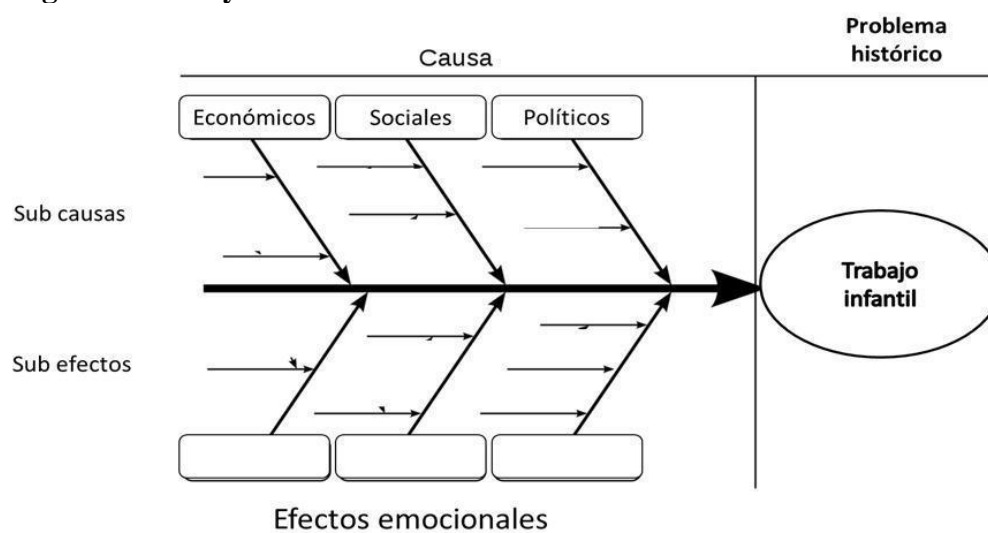 Problema
histórico
Causa
Económicos
Sociales
Políticos
Sub causas
Trabajo
infantil
Sub efectos
Efectos emocionales